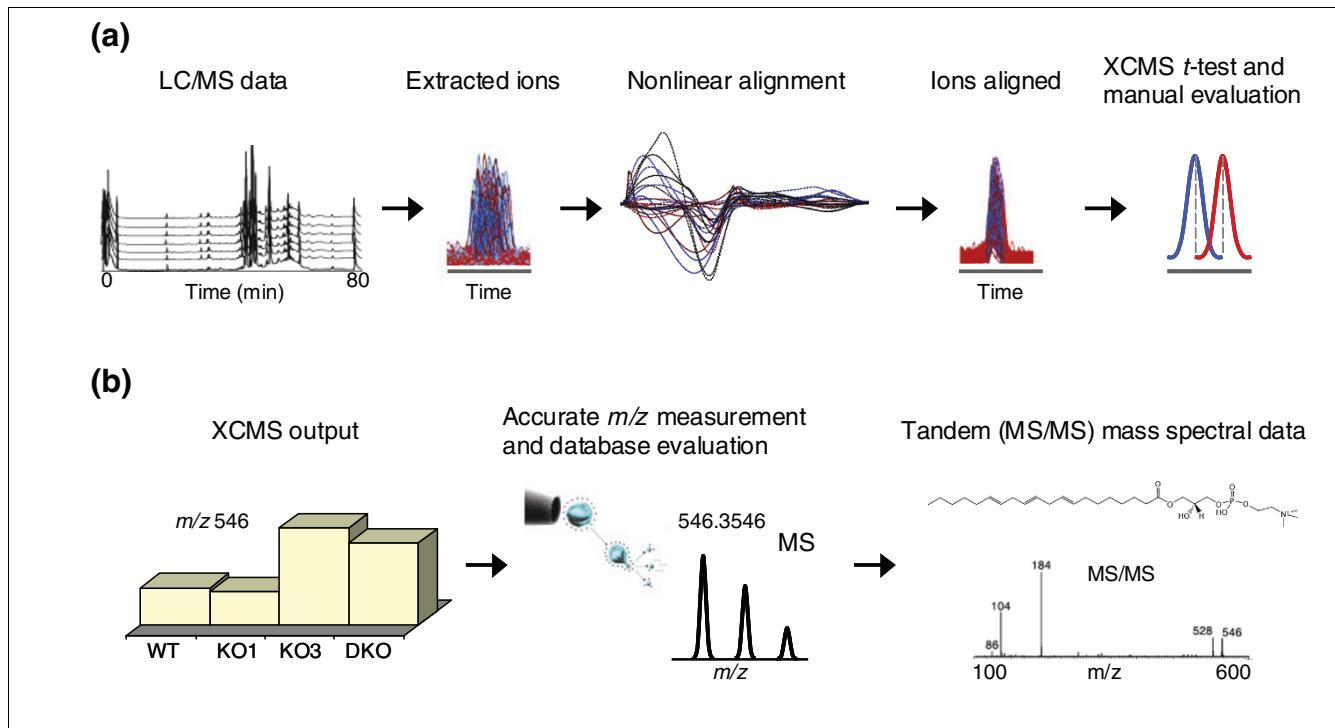 (a)
LC/MS data
Extracted ions
Nonlinear alignment
Ions aligned
XCMS t-test and
manual evaluation
0
80
Time (min)
Time
Time
(b)
XCMS output
m/z 546
WT
KO1
KO3
DKO
Accurate m/z measurement
and database evaluation
546.3546
MS
m/z
Tandem (MS/MS) mass spectral data
O
O
HO
H
O
P
O
HO
O
N
MS/MS
184
104
86
528
546
100
m/z
600